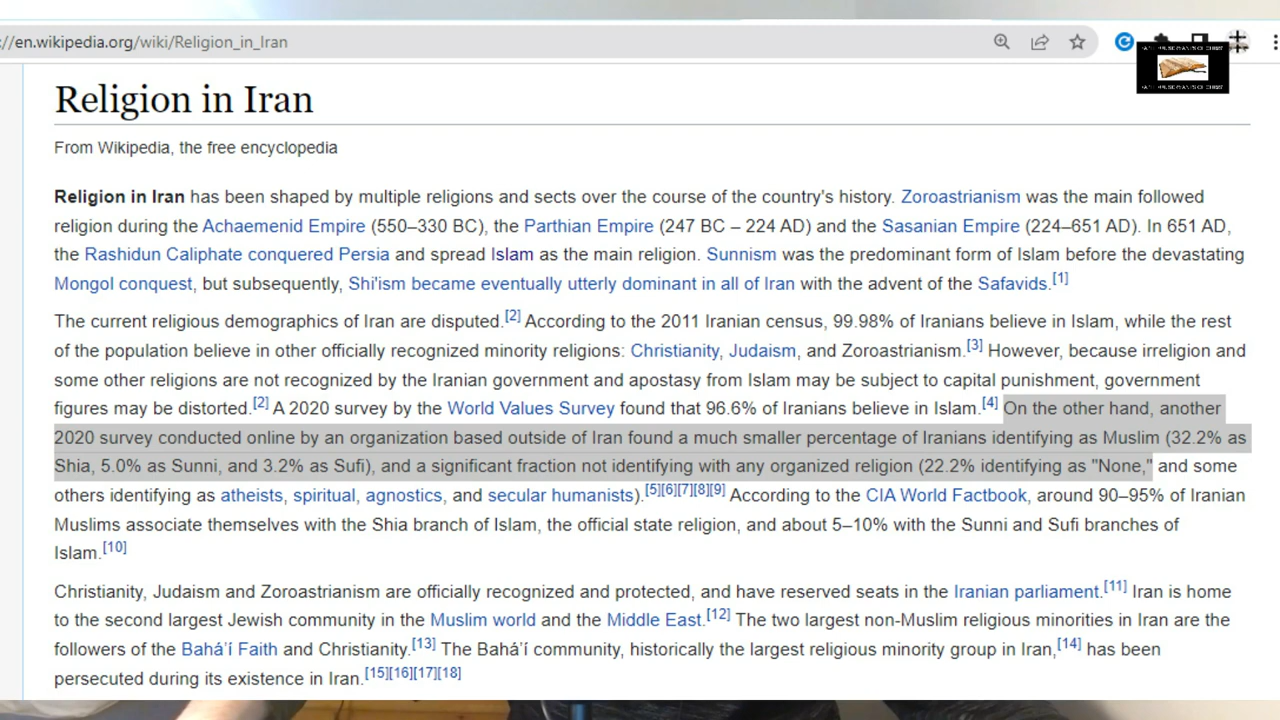 ://en.wikipedia.org/wiki/Religion_in_Iran
Religion in Iran
From Wikipedia, the free encyclopedia
Religion in Iran has been shaped by multiple religions and sects over the course of the country's history. Zoroastrianism was the main followed
religion during the Achaemenid Empire (550–330 BC), the Parthian Empire (247 BC – 224 AD) and the Sasanian Empire (224–651 AD). In 651 AD,
the Rashidun Caliphate conquered Persia and spread Islam as the main religion. Sunnism was the predominant form of Islam before the devastating
Mongol conquest, but subsequently, Shi'ism became eventually utterly dominant in all of Iran with the advent of the Safavids.[1]
The current religious demographics of Iran are disputed.[2] According to the 2011 Iranian census, 99.98% of Iranians believe in Islam, while the rest
of the population believe in other officially recognized minority religions: Christianity, Judaism, and Zoroastrianism.[3] However, because irreligion and
some other religions are not recognized by the Iranian government and apostasy from Islam may be subject to capital punishment, government
figures may be distorted.[2] A 2020 survey by the World Values Survey found that 96.6% of Iranians believe in Islam.[4] On the other hand, another
2020 survey conducted online by an organization based outside of Iran found a much smaller percentage of Iranians identifying as Muslim (32.2% as
Shia, 5.0% as Sunni, and 3.2% as Sufi), and a significant fraction not identifying with any organized religion (22.2% identifying as "None," and some
others identifying as atheists, spiritual, agnostics, and secular humanists).[5][6][7][8][9] According to the CIA World Factbook, around 90–95% of Iranian
Muslims associate themselves with the Shia branch of Islam, the official state religion, and about 5–10% with the Sunni and Sufi branches of
Islam.[10]
Christianity, Judaism and Zoroastrianism are officially recognized and protected, and have reserved seats in the Iranian parliament.[11] Iran is home
to the second largest Jewish community in the Muslim world and the Middle East.[12] The two largest non-Muslim religious minorities in Iran are the
followers of the Bahá’í Faith and Christianity.[13] The Bahá’í community, historically the largest religious minority group in Iran,[14] has been
persecuted during its existence in Iran.[15][16][17][18]